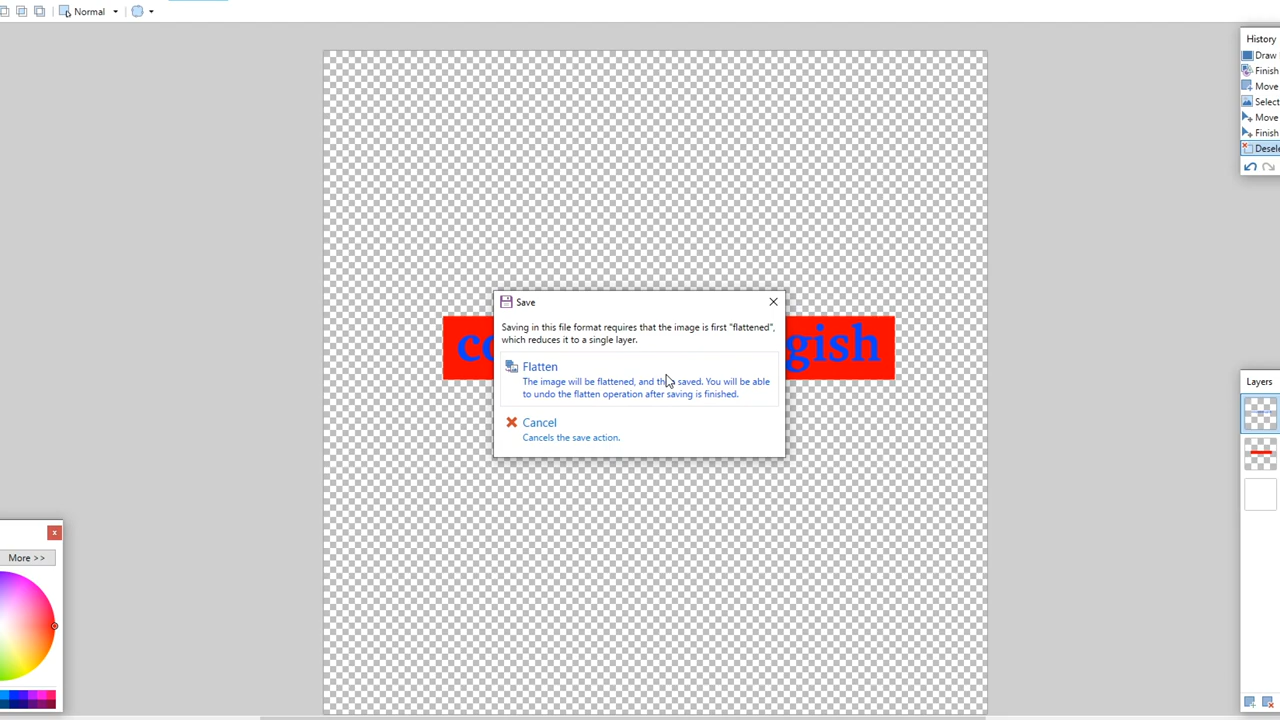 Normal
History
Draw
Finish
Move
Select
Move
Finish
Save
Saving in this file format requires that the image is first "flattened",
which reduces it to a single layer.
gish
Flatten
The image will be flattened, and saved. You will be able
to undo the flatten operation after saving is finished.
Layers
Cancel
Cancels the save action.
More >>